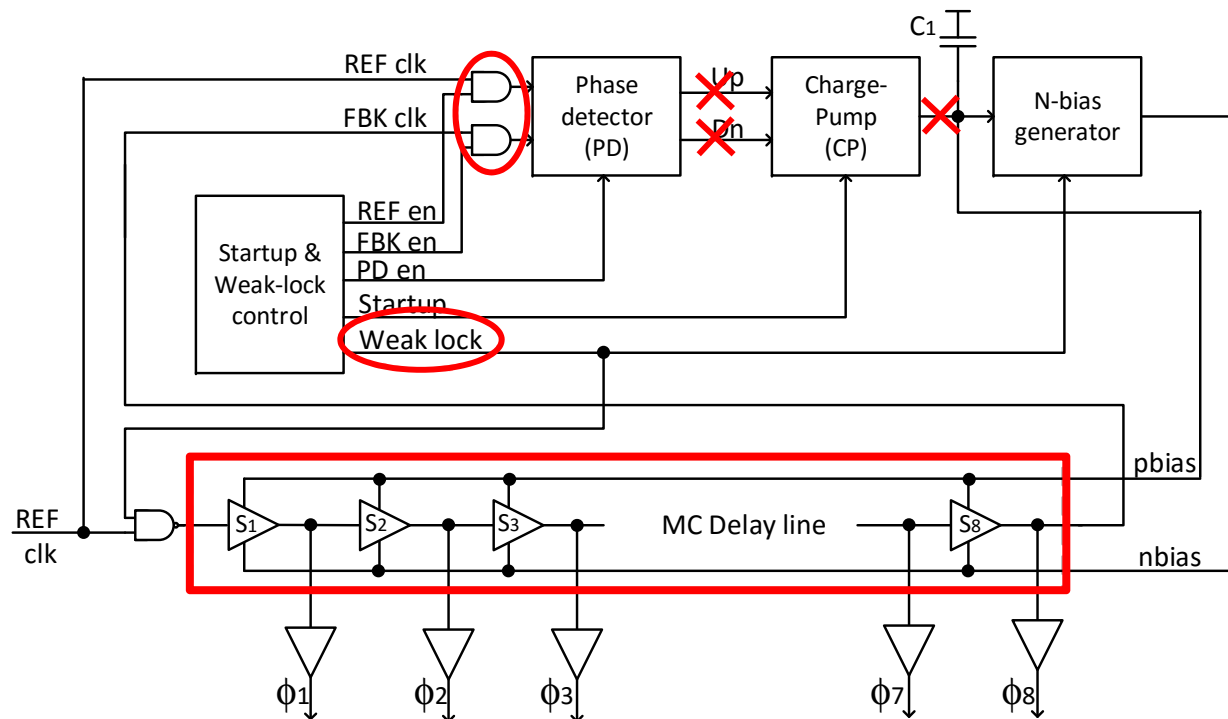 C1
REF clk
FBK clk
Phase
detector
(PD)
Up
Dn
Charge-
Pump
(CP)
N-bias
generator
Startup &
Weak-lock
control
REF en
FBK en
PD en
Startup
Weak lock
pbias
REF
clk
S1
S2
S3
MC Delay line
S8
nbias
ϕ1
ϕ2
ϕ3
ϕ7
ϕ8